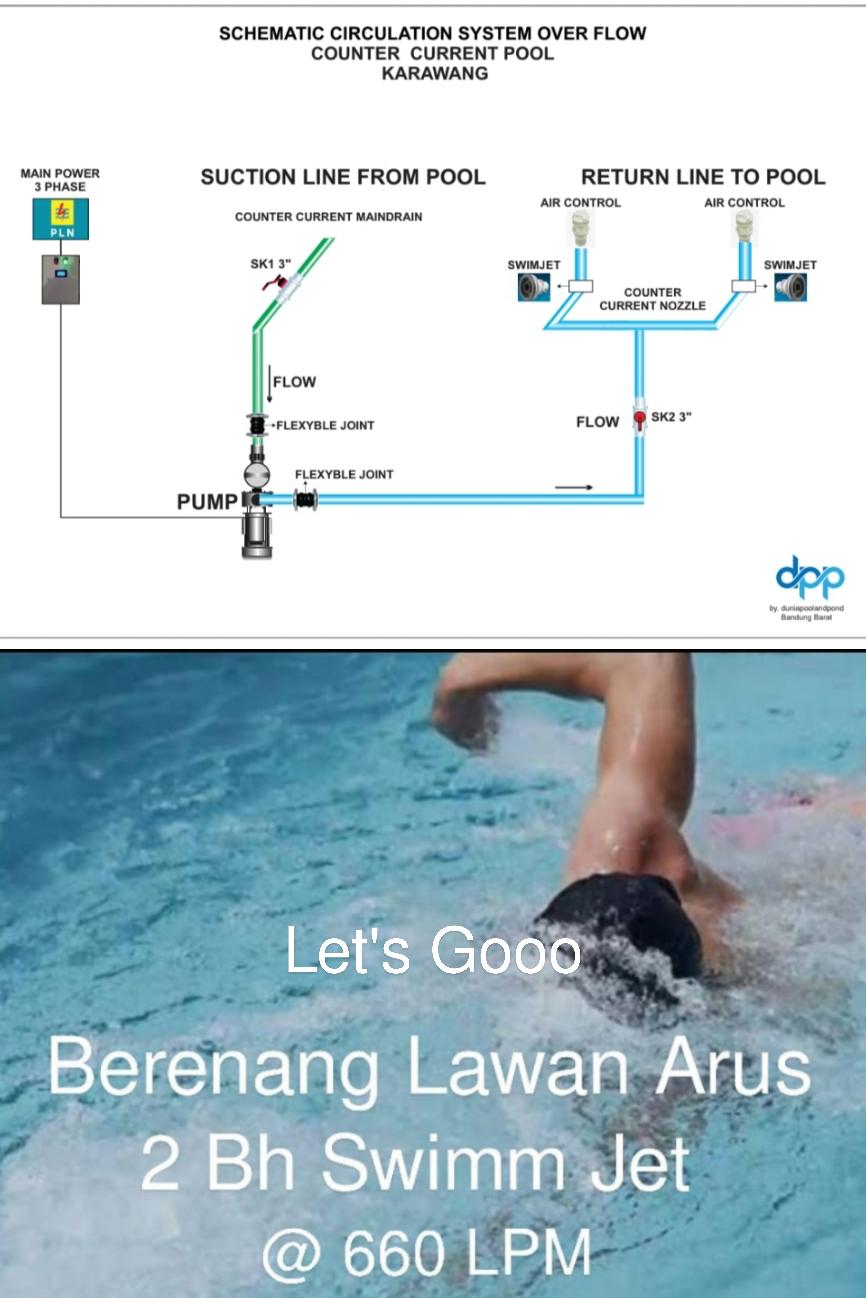 SCHEMATIC CIRCULATION SYSTEM OVER FLOW
COUNTER CURRENT POOL
KARAWANG
MAIN POWER
3 PHASE
PLN
SUCTION LINE FROM POOL
COUNTER CURRENT MAINDRAIN
SK1 3"
FLOW
FLEXYBLE JOINT
FLEXYBLE JOINT
PUMP
RETURN LINE TO POOL
AIR CONTROL
AIR CONTROL
SWIMJET
SWIMJET
COUNTER
CURRENT NOZZLE
FLOW
SK2 3"
dpp
by. duniapoolandpond
Bandung Barat
Let's Gooo
Berenang Lawan Arus
2 Bh Swimm Jet
@ 660 LPM